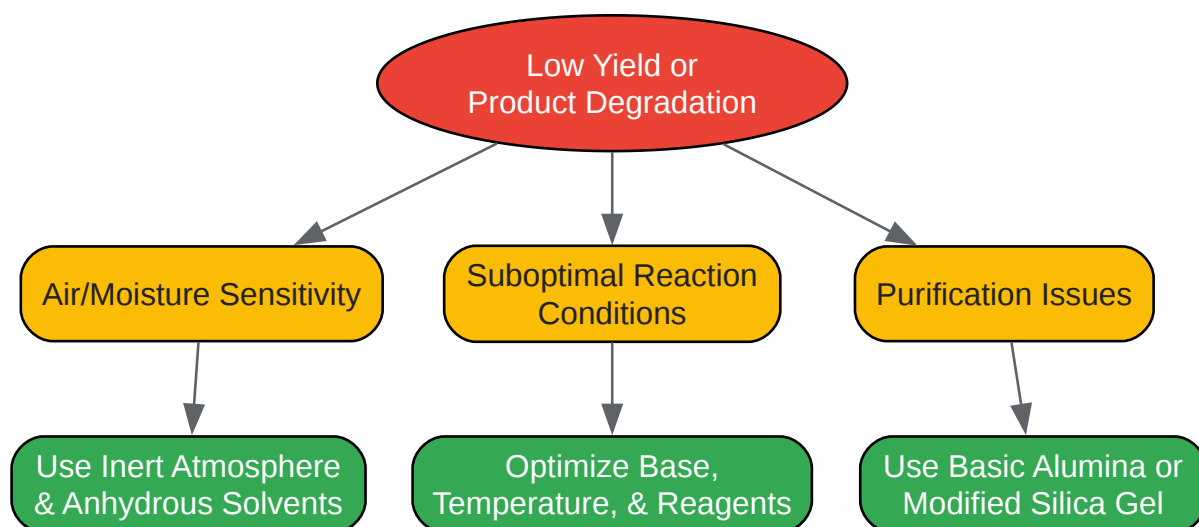 Low Yield or
Product Degradation
Air/Moisture Sensitivity
Suboptimal Reaction
Conditions
Purification Issues
Use Inert Atmosphere
& Anhydrous Solvents
Optimize Base,
Temperature, & Reagents
Use Basic Alumina or
Modified Silica Gel